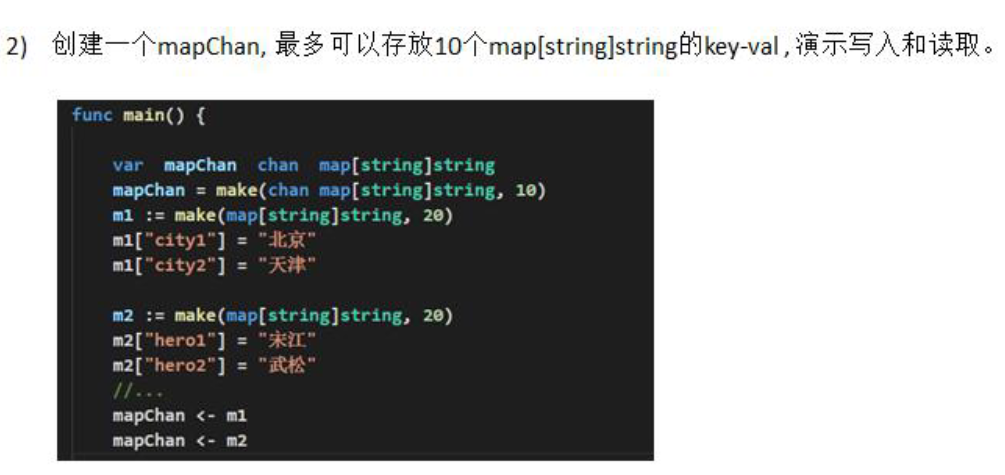 2) 创建一个mapChan, 最多可以存放10个map[string]string的key-val,演示写入和读取。
func main() {
var mapChan chan map[string]string
mapChan = make(chan map[string]string, 10)
m1 := make(map[string]string, 20)
m1["city1"] = "北京"
m1["city2"] = "天津"
m2 := make(map[string]string, 20)
m2["hero1"] = "宋江"
m2["hero2"] = "武松"
//...
mapChan <- m1
mapChan <- m2